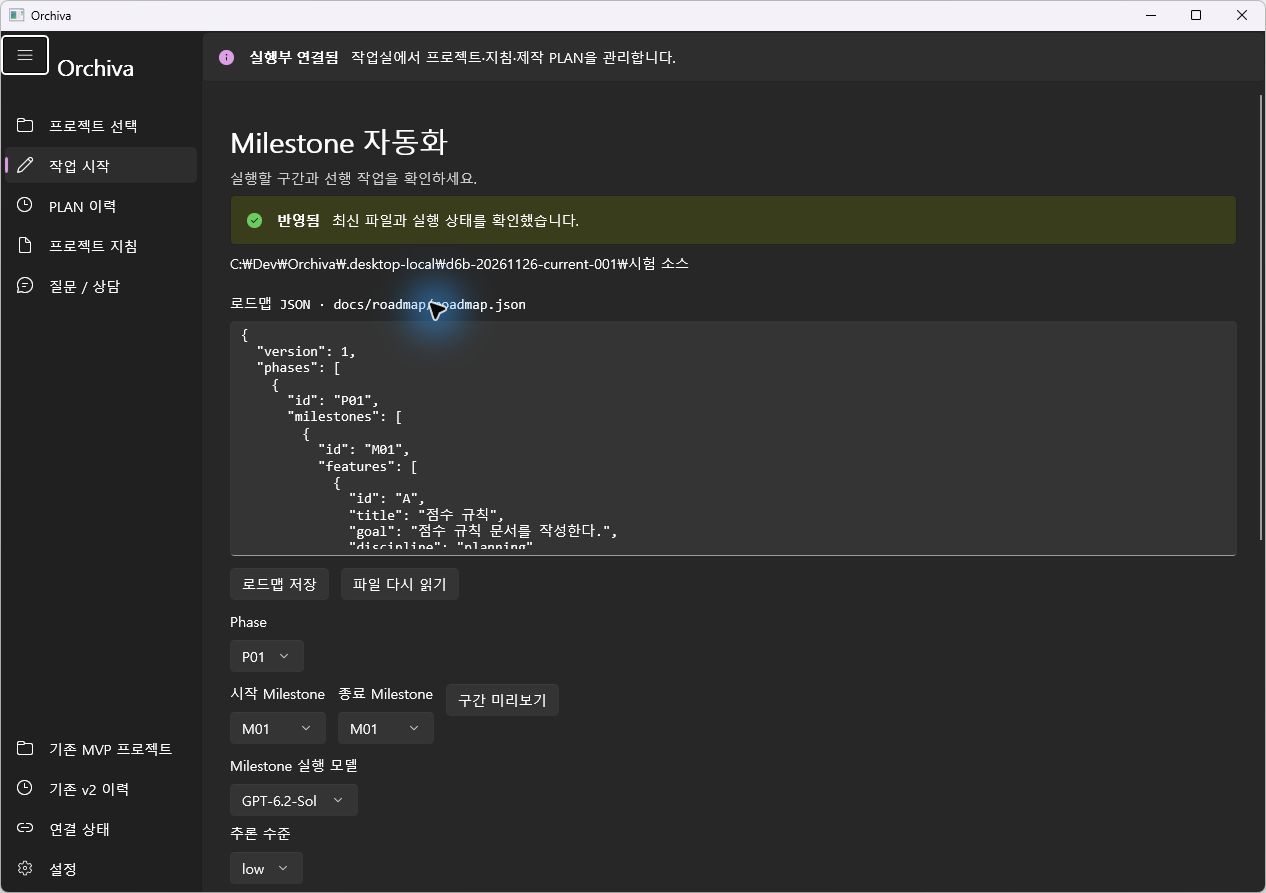 Orchiva
Orchiva
프로젝트 선택
작업 시작
PLAN 이력
프로젝트 지침
질문 / 상담
기존 MVP 프로젝트
기존 v2 이력
연결 상태
설정
실행부 연결됨 작업실에서 프로젝트·지침·제작 PLAN을 관리합니다.
Milestone 자동화
실행할 구간과 선행 작업을 확인하세요.
반영됨 최신 파일과 실행 상태를 확인했습니다.
C:₩Dev₩Orchiva₩.desktop-local₩d6b-20261126-current-001₩시험 소스
로드맵 JSON · docs/roadmap/roadmap.json
{
"version": 1,
"phases": [
{
"id": "P01",
"milestones": [
{
"id": "M01",
"features": [
{
"id": "A",
"title": "점수 규칙",
"goal": "점수 규칙 문서를 작성한다.",
"discipline": "planning"
로드맵 저장 파일 다시 읽기
Phase
P01
시작 Milestone 종료 Milestone 구간 미리보기
M01 M01
Milestone 실행 모델
GPT-6.2-Sol
추론 수준
low